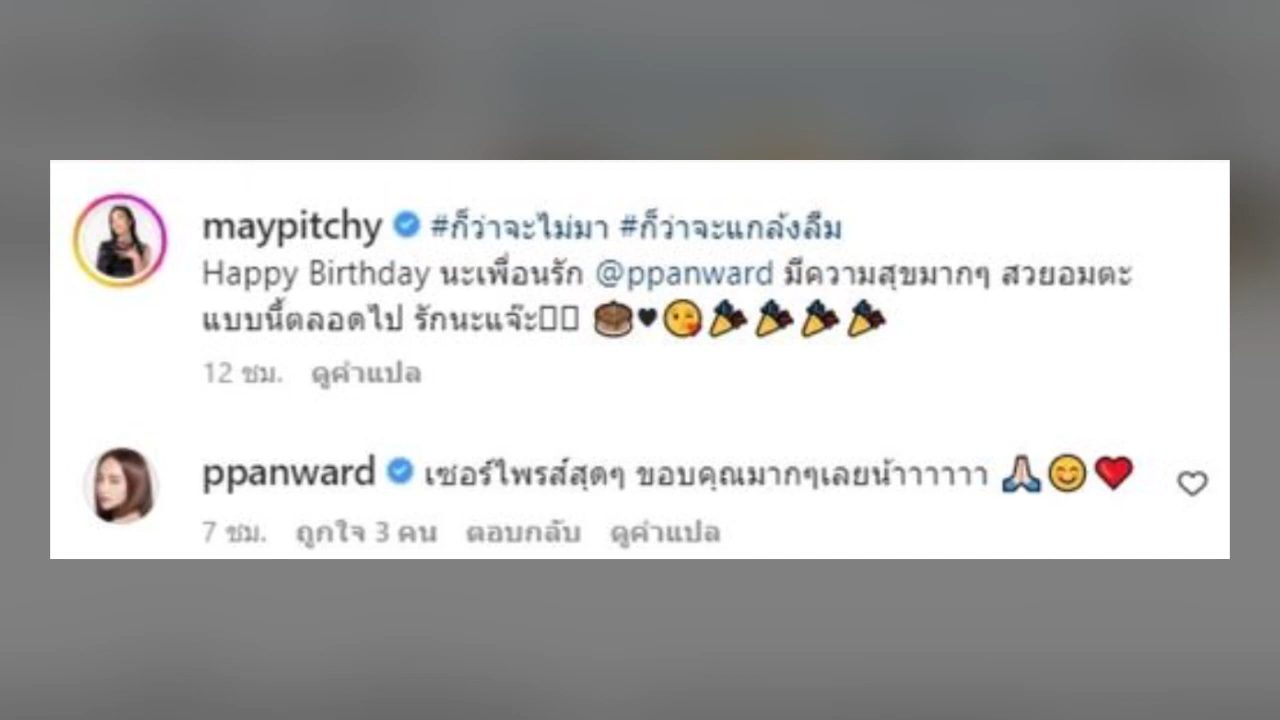 maypitchy #ก็ว่าจะไม่มา #ก็ว่าจะแกล้งลืม
Happy Birthday นะเพื่อนรัก @ppanward มีความสุขมากๆ สวยอมตะ
แบบนี้ตลอดไป รักนะแจ๊ะ▯▯ 🎂🖤😘🎉🎉🎉🎉
12 ชม. ดูคำแปล
ppanward เซอร์ไพรส์สุดๆ ขอบคุณมากๆเลยน้าาาาาา 🙏🏻😊❤️
7 ชม. ถูกใจ 3 คน ตอบกลับ ดูคำแปล